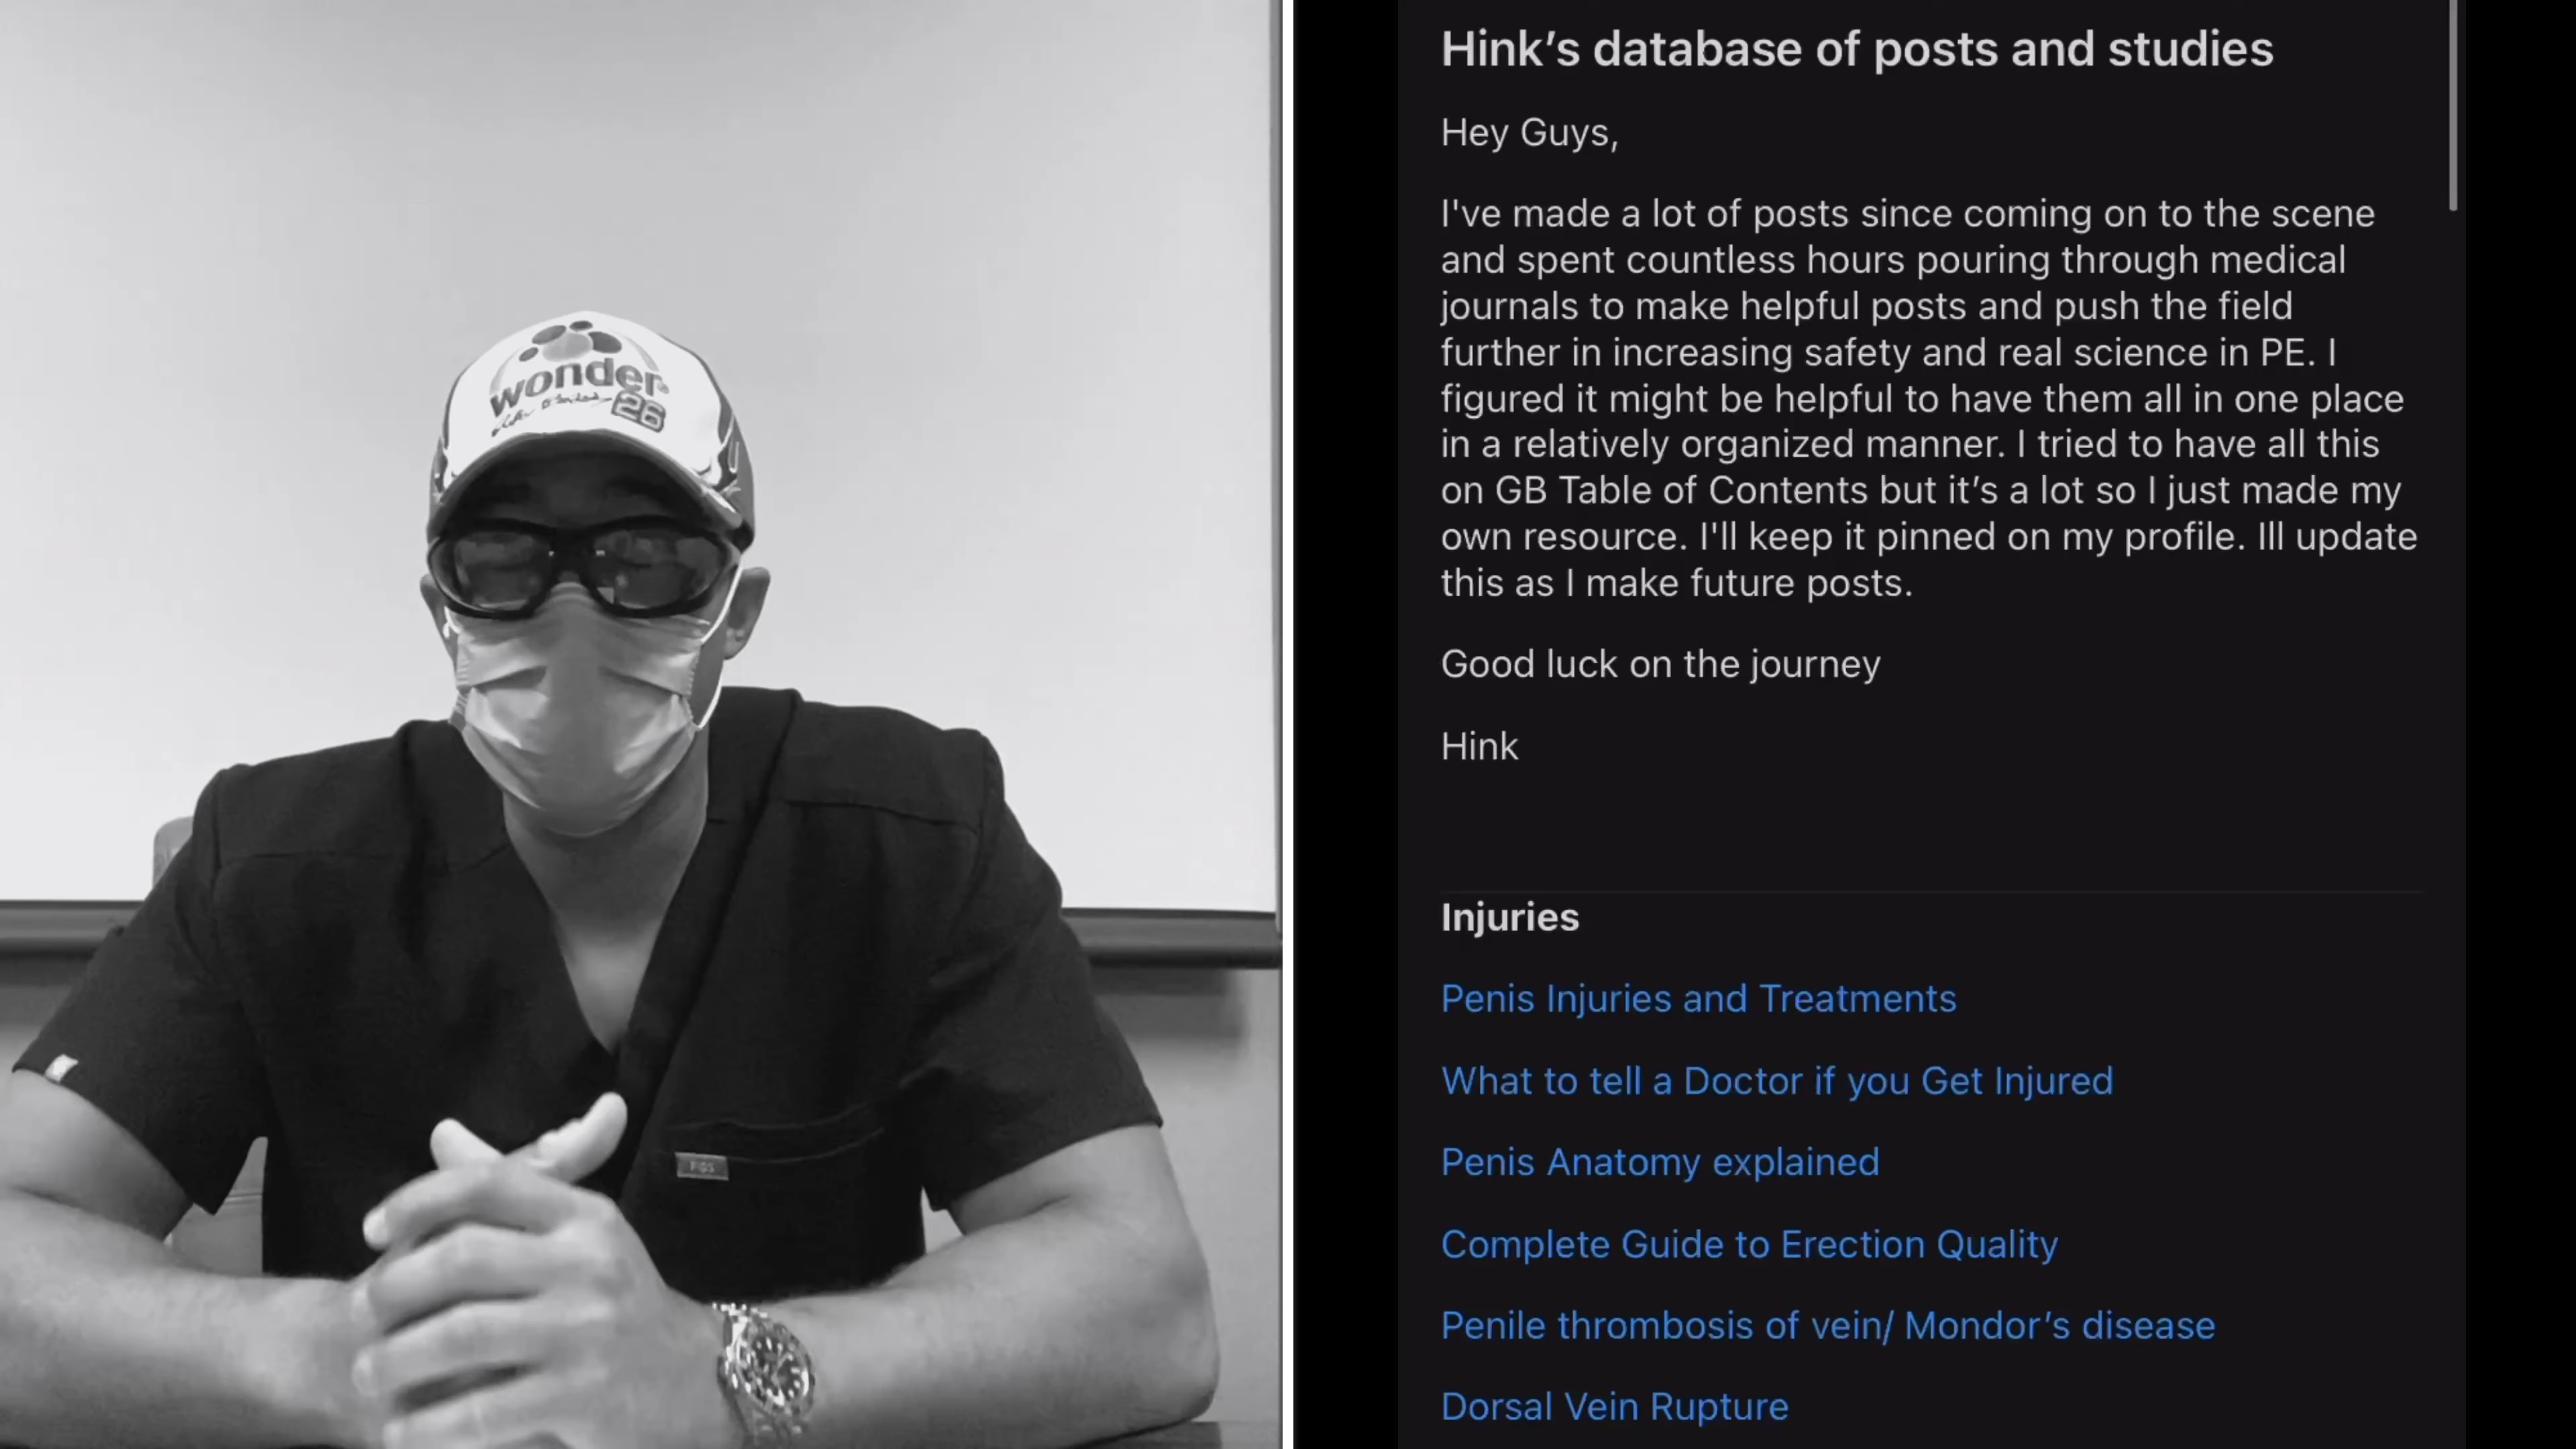 wonder
26
FIGS
Hink’s database of posts and studies
Hey Guys,
I've made a lot of posts since coming on to the scene
and spent countless hours pouring through medical
journals to make helpful posts and push the field
further in increasing safety and real science in PE. I
figured it might be helpful to have them all in one place
in a relatively organized manner. I tried to have all this
on GB Table of Contents but it’s a lot so I just made my
own resource. I'll keep it pinned on my profile. Ill update
this as I make future posts.
Good luck on the journey
Hink
Injuries
Penis Injuries and Treatments
What to tell a Doctor if you Get Injured
Penis Anatomy explained
Complete Guide to Erection Quality
Penile thrombosis of vein/ Mondor’s disease
Dorsal Vein Rupture